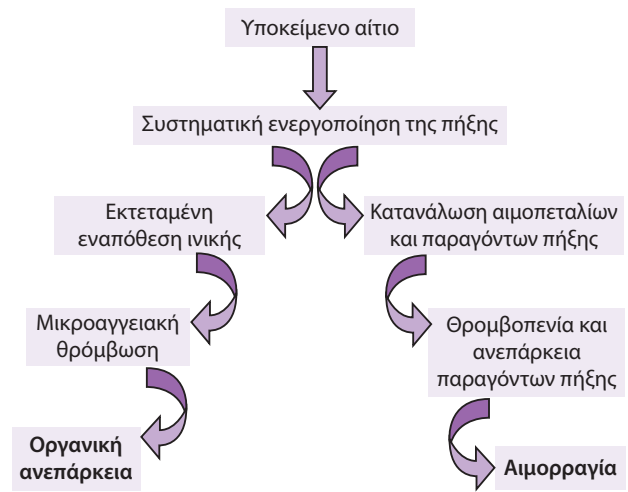 Υποκείμενο αίτιο
Συστηματική ενεργοποίηση της πήξης
Εκτεταμένη
εναπόθεση ινικής
Κατανάλωση αιμοπεταλίων
και παραγόντων πήξης
Μικροαγγειακή
θρόμβωση
Θρομβοπενία και
ανεπάρκεια
παραγόντων πήξης
Οργανική
ανεπάρκεια
Αιμορραγία